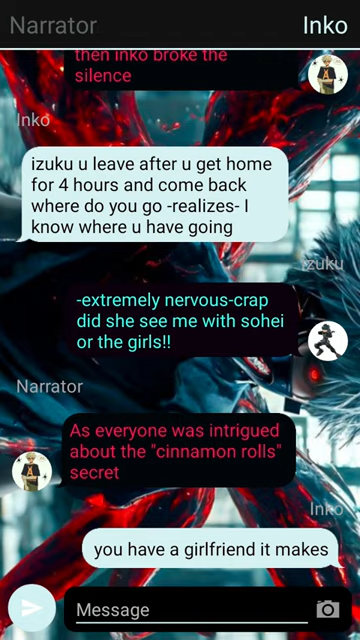 Narrator
Inko
then inko broke the
silence
Inko
izuku u leave after u get home
for 4 hours and come back
where do you go -realizes- I
know where u have going
izuku
-extremely nervous-crap
did she see me with sohei
or the girls!!
Narrator
As everyone was intrigued
about the "cinnamon rolls"
secret
Inko
you have a girlfriend it makes
Message